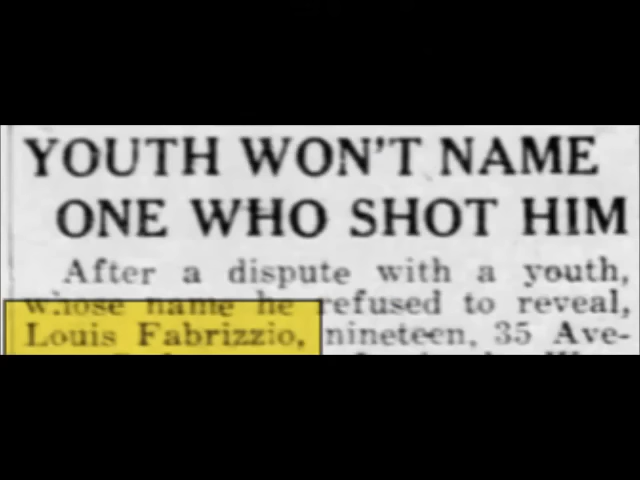 YOUTH WON'T NAME
ONE WHO SHOT HIM
After a dispute with a youth,
whose name he refused to reveal,
Louis Fabrizzio, nineteen, 35 Ave-